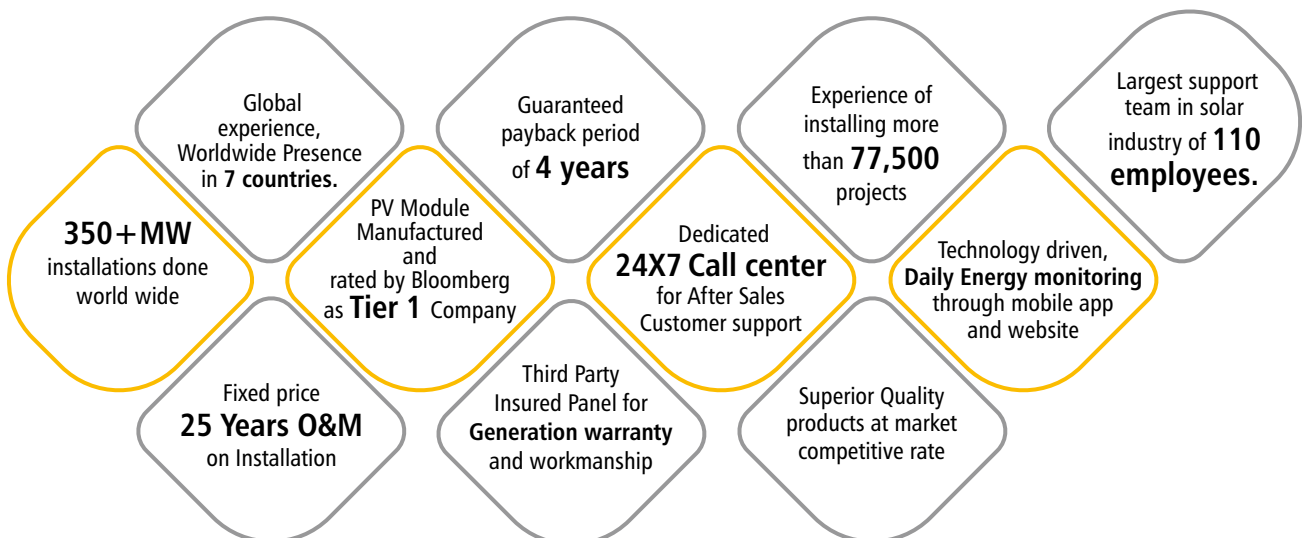 Global
experience,
Worldwide Presence
in 7 countries.
Guaranteed
payback period
of 4 years
Experience of
installing more
than 77,500
projects
Largest support
team in solar
industry of 110
employees.
350+MW
installations done
world wide
PV Module
Manufactured
and
rated by Bloomberg
as Tier 1 Company
Dedicated
24X7 Call center
for After Sales
Customer support
Technology driven,
Daily Energy monitoring
through mobile app
and website
Fixed price
25 Years O&M
on Installation
Third Party
Insured Panel for
Generation warranty
and workmanship
Superior Quality
products at market
competitive rate